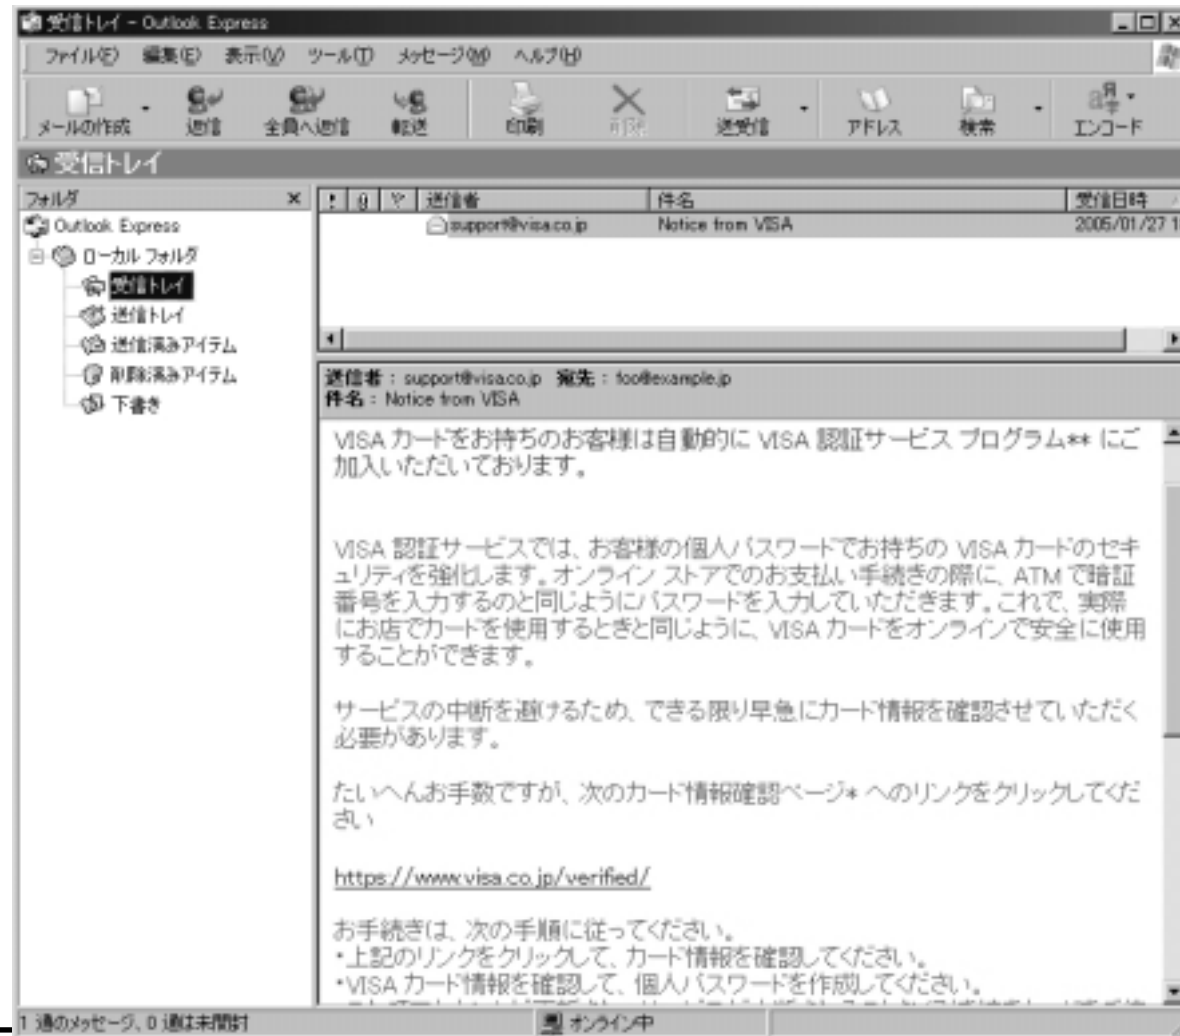 受信トレイ - Outlook Express
ファイル(F) 編集(E) 表示(V) ツール(T) メッセージ(M) ヘルプ(H)
メールの作成 返信 全員へ返信 転送 印刷 削除 送受信 アドレス 検索 エンコード
受信トレイ
フォルダ × ! 送信者 件名 受信日時
Outlook Express support@visa.co.jp Notice from VISA 2005/01/27 1
ローカル フォルダ
受信トレイ
送信トレイ
送信済みアイテム
削除済みアイテム
下書き
送信者 : support@visa.co.jp 宛先 : foo@example.jp
件名 : Notice from VISA
VISA カードをお持ちのお客様は自動的に VISA 認証サービス プログラム** にご
加入いただいております。
VISA 認証サービスでは、お客様の個人パスワードでお持ちの VISA カードのセキ
ュリティを強化します。オンライン ストアでのお支払い手続きの際に、ATM で暗証
番号を入力するのと同じようにパスワードを入力していただきます。これで、実際
にお店でカードを使用するときと同じように、VISA カードをオンラインで安全に使用
することができます。
サービスの中断を避けるため、できる限り早急にカード情報を確認させていただく
必要があります。
たいへんお手数ですが、次のカード情報確認ページ* へのリンクをクリックしてくだ
さい
https://www.visa.co.jp/verified/
お手続きは、次の手順に従ってください。
・上記のリンクをクリックして、カード情報を確認してください。
・VISA カード情報を確認して、個人パスワードを作成してください。
1 通のメッセージ、0 通は未開封 オンライン中